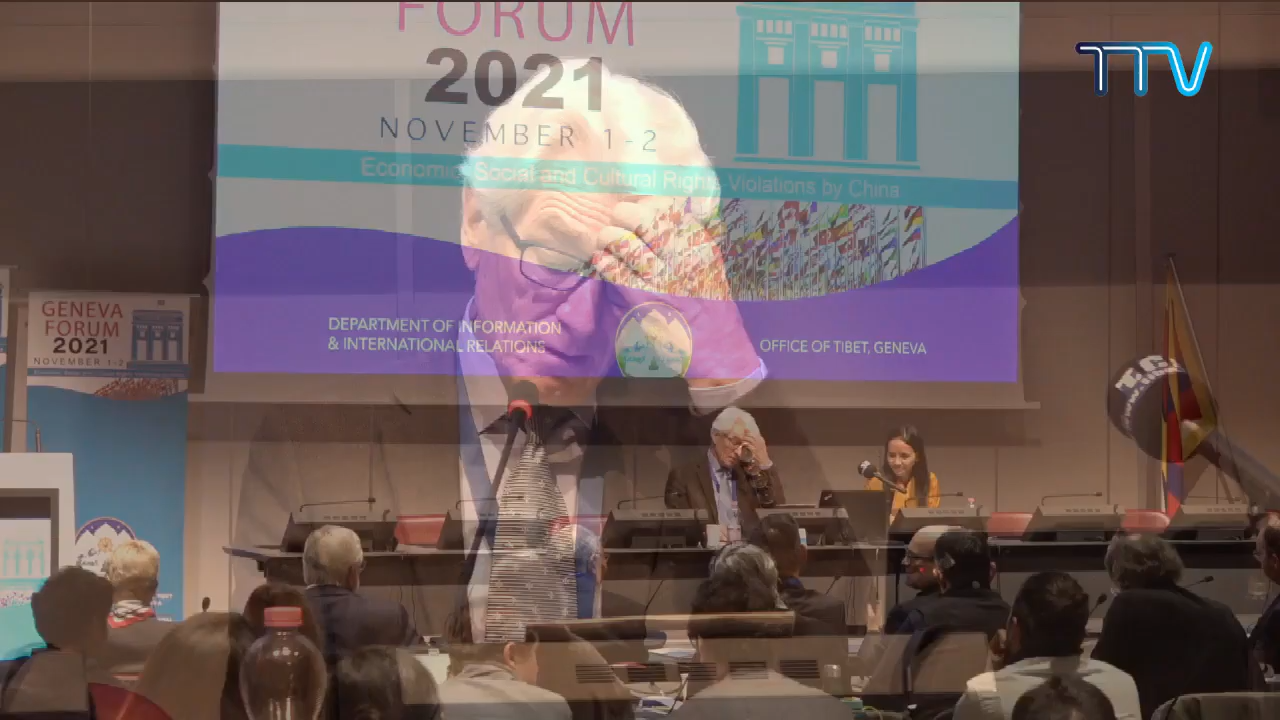 TTV
FORUM
2021
NOVEMBER 1-2
Economic, Social and Cultural Rights Violations by China
DEPARTMENT OF INFORMATION
& INTERNATIONAL RELATIONS
OFFICE OF TIBET, GENEVA
GENEVA
FORUM
2021
NOVEMBER 1-2